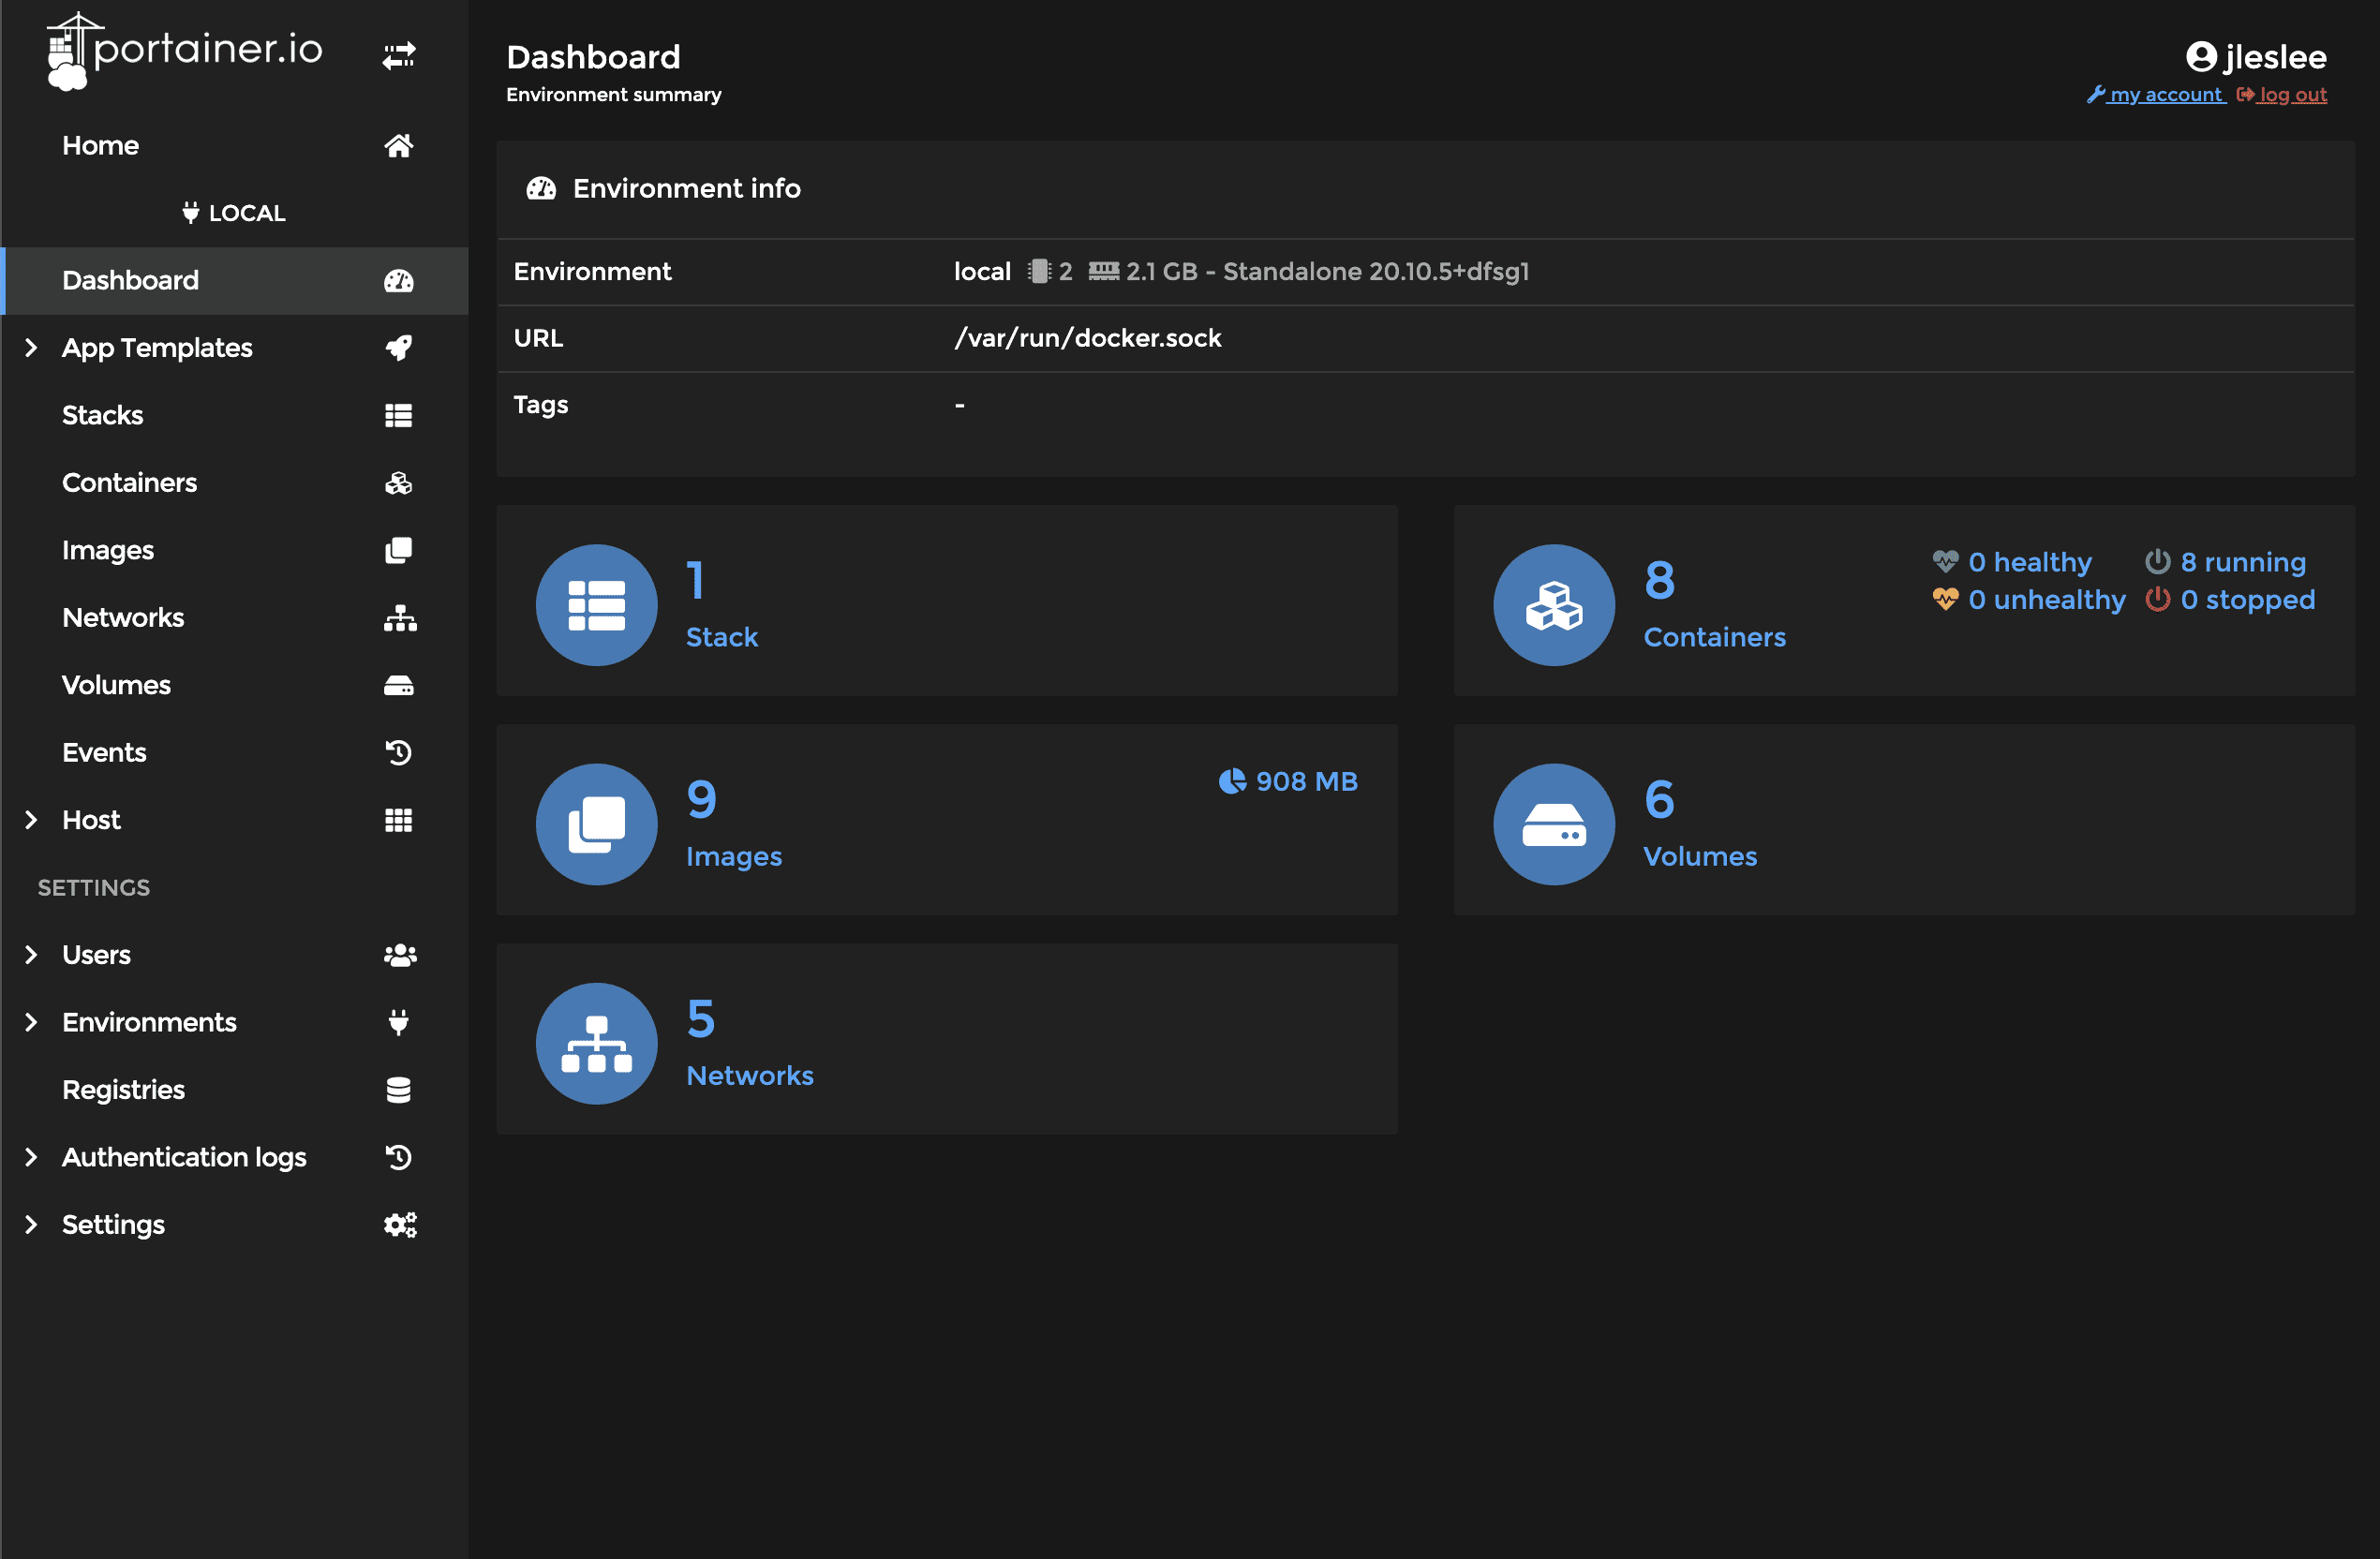 portainer.io
Home
LOCAL
Dashboard
App Templates
Stacks
Containers
Images
Networks
Volumes
Events
Host
SETTINGS
Users
Environments
Registries
Authentication logs
Settings
Dashboard
Environment summary
jleslee
my account log out
Environment info
Environment local 2 2.1 GB - Standalone 20.10.5+dfsg1
URL /var/run/docker.sock
Tags -
1
Stack
8
Containers
0 healthy 8 running
0 unhealthy 0 stopped
9
Images
908 MB
6
Volumes
5
Networks